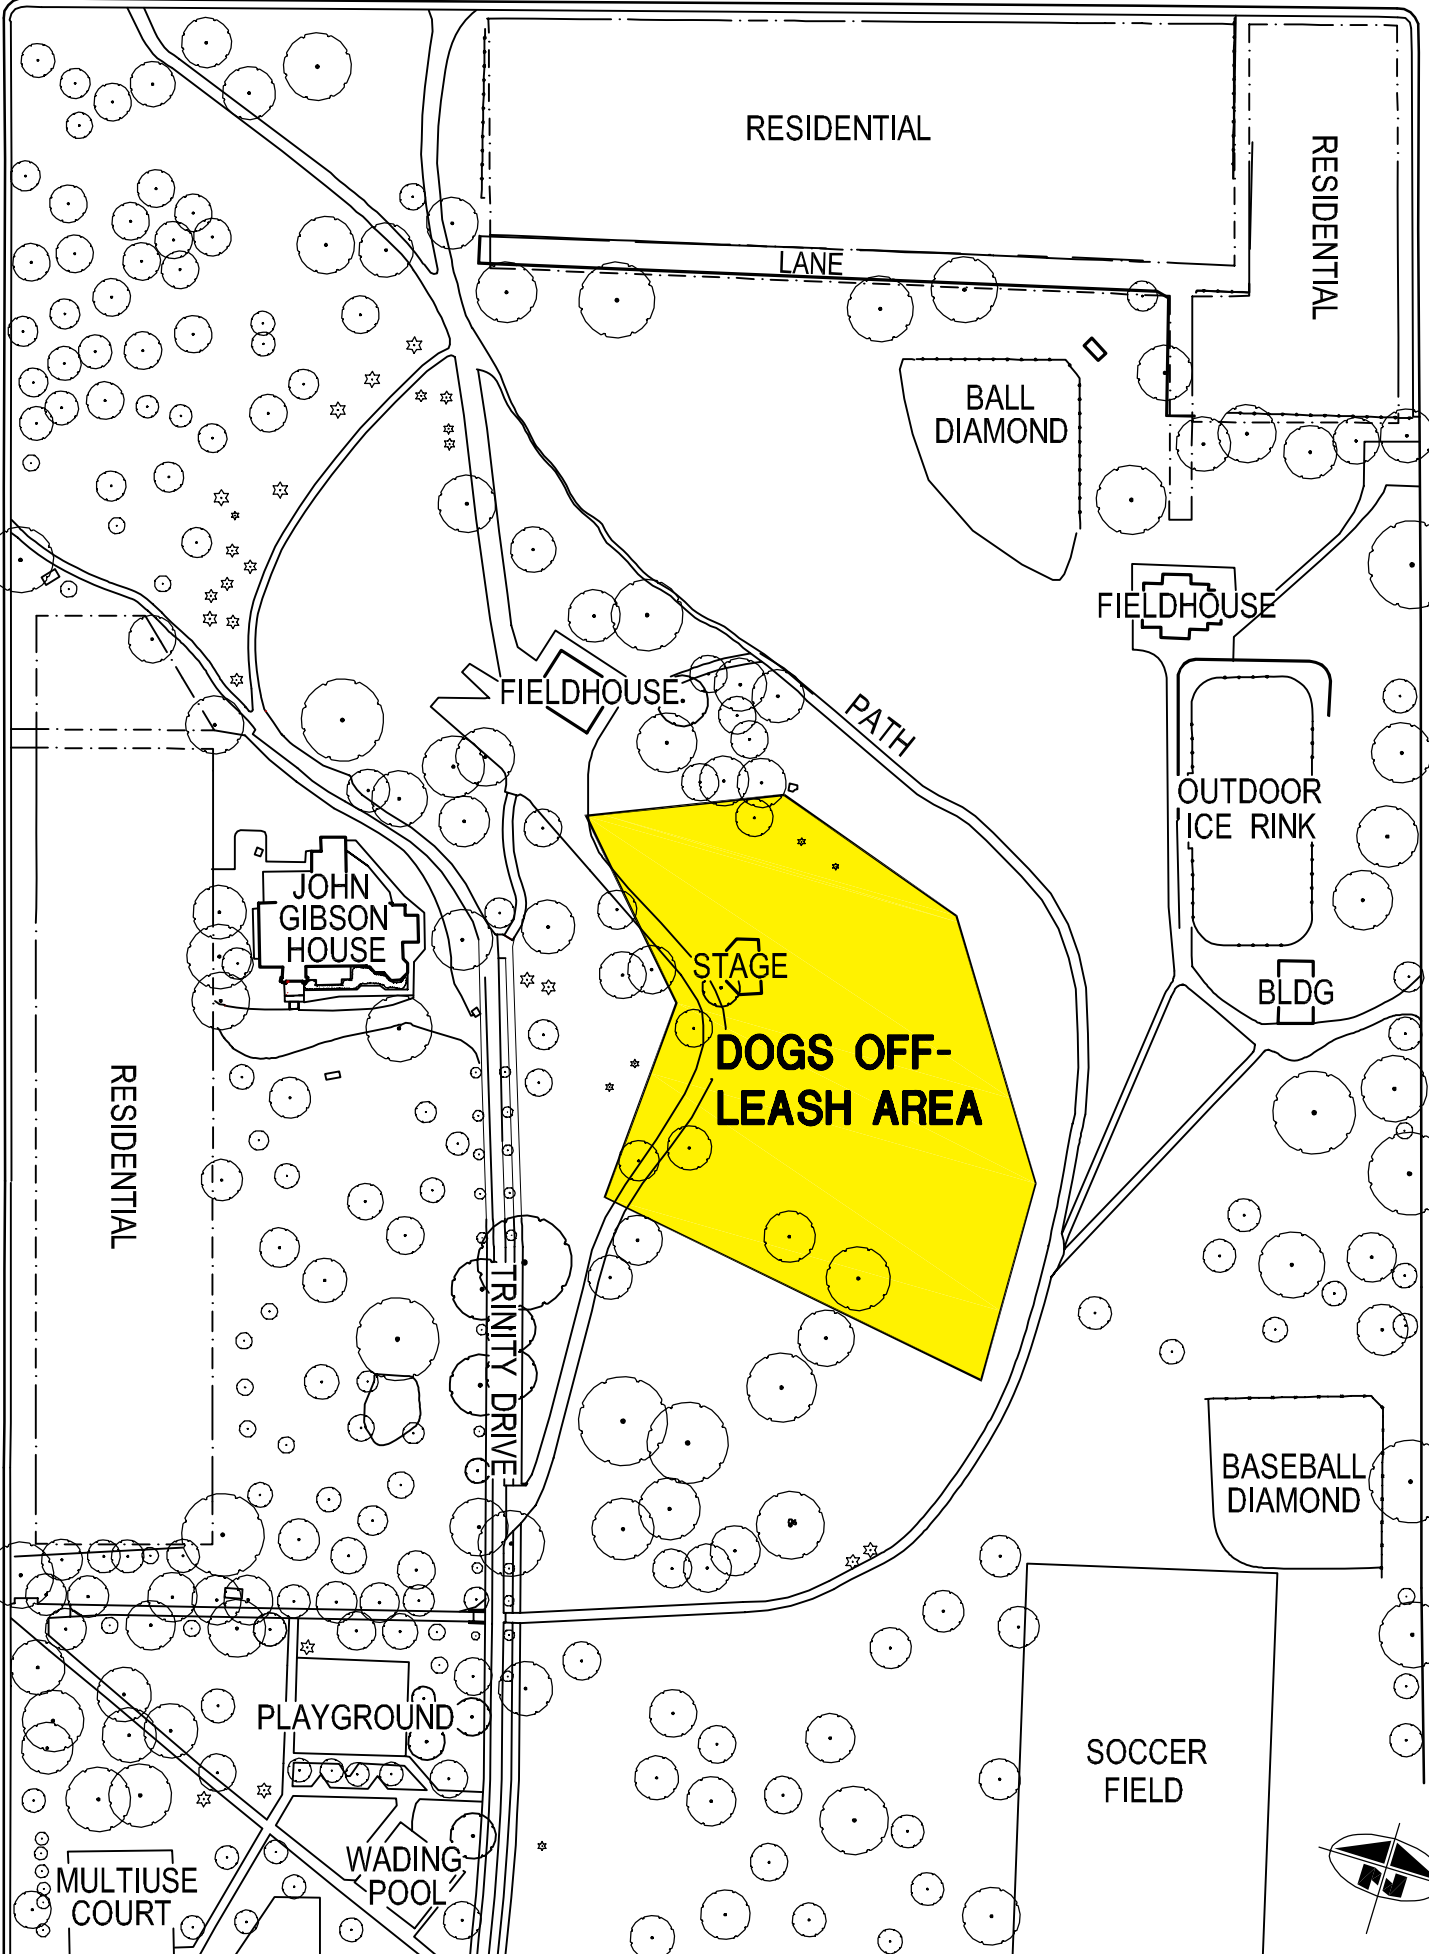 RESIDENTIAL
RESIDENTIAL
LANE
BALL
DIAMOND
FIELDHOUSE
FIELDHOUSE
PATH
OUTDOOR
ICE RINK
JOHN
GIBSON
HOUSE
STAGE
BLDG
DOGS OFF-
LEASH AREA
RESIDENTIAL
TRINITY DRIVE
BASEBALL
DIAMOND
PLAYGROUND
SOCCER
FIELD
WADING
POOL
MULTIUSE
COURT
N